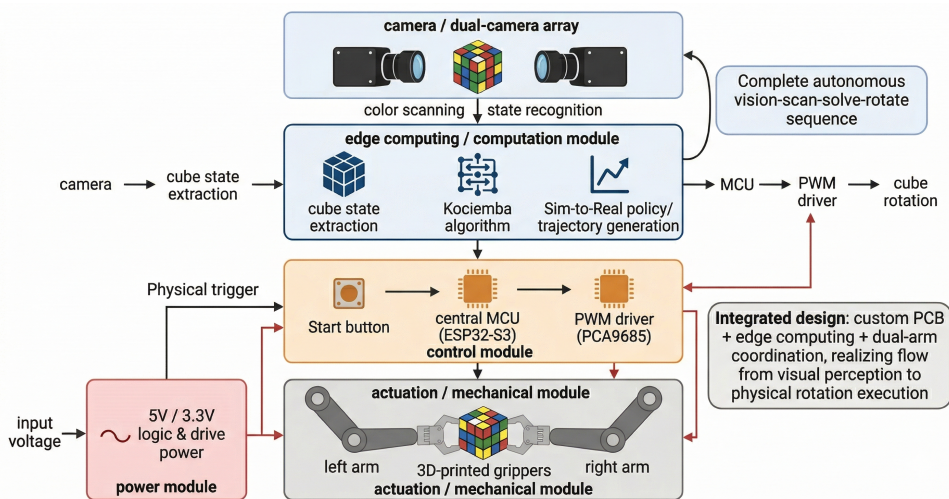 camera / dual-camera array
color scanning
state recognition
Complete autonomous
vision-scan-solve-rotate
sequence
edge computing / computation module
camera
cube state
extraction
cube state
extraction
Kociemba
algorithm
Sim-to-Real policy/
trajectory generation
MCU
PWM
driver
cube
rotation
Physical trigger
Start button
central MCU
(ESP32-S3)
PWM driver
(PCA9685)
control module
Integrated design: custom PCB
+ edge computing + dual-arm
coordination, realizing flow
from visual perception to
physical rotation execution
input
voltage
5V / 3.3V
logic & drive
power
power module
actuation / mechanical module
left arm
3D-printed grippers
right arm
actuation / mechanical module